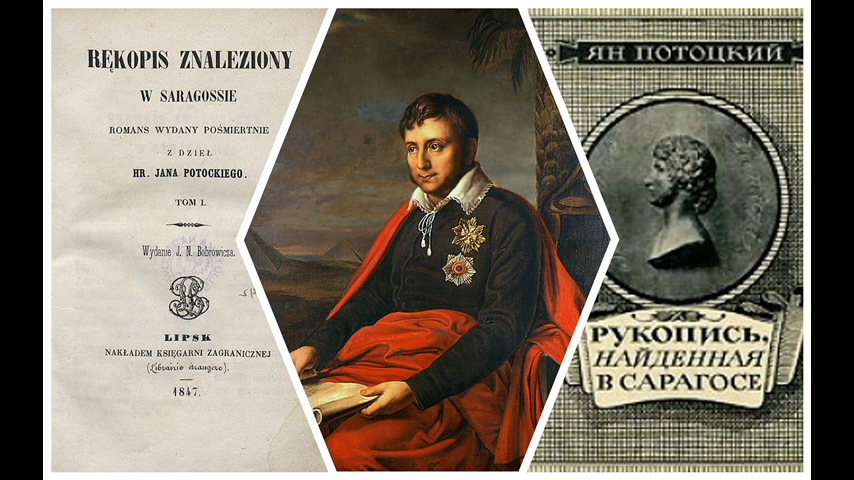 RĘKOPIS ZNALEZIONY
W SARAGOSSIE
ROMANS WYDANY POŚMIERTNIE
Z DZIEŁ
HR. JANA POTOCKIEGO.
TOM I.
Wydanie J. N. Bobrowicza.
LIPSK
NAKŁADEM KSIĘGARNI ZAGRANICZNEJ
(Librairie étrangère).
1847.
ЯН ПОТОЦКИЙ
РУКОПИСЬ,
НАЙДЕННАЯ
В САРАГОСЕ